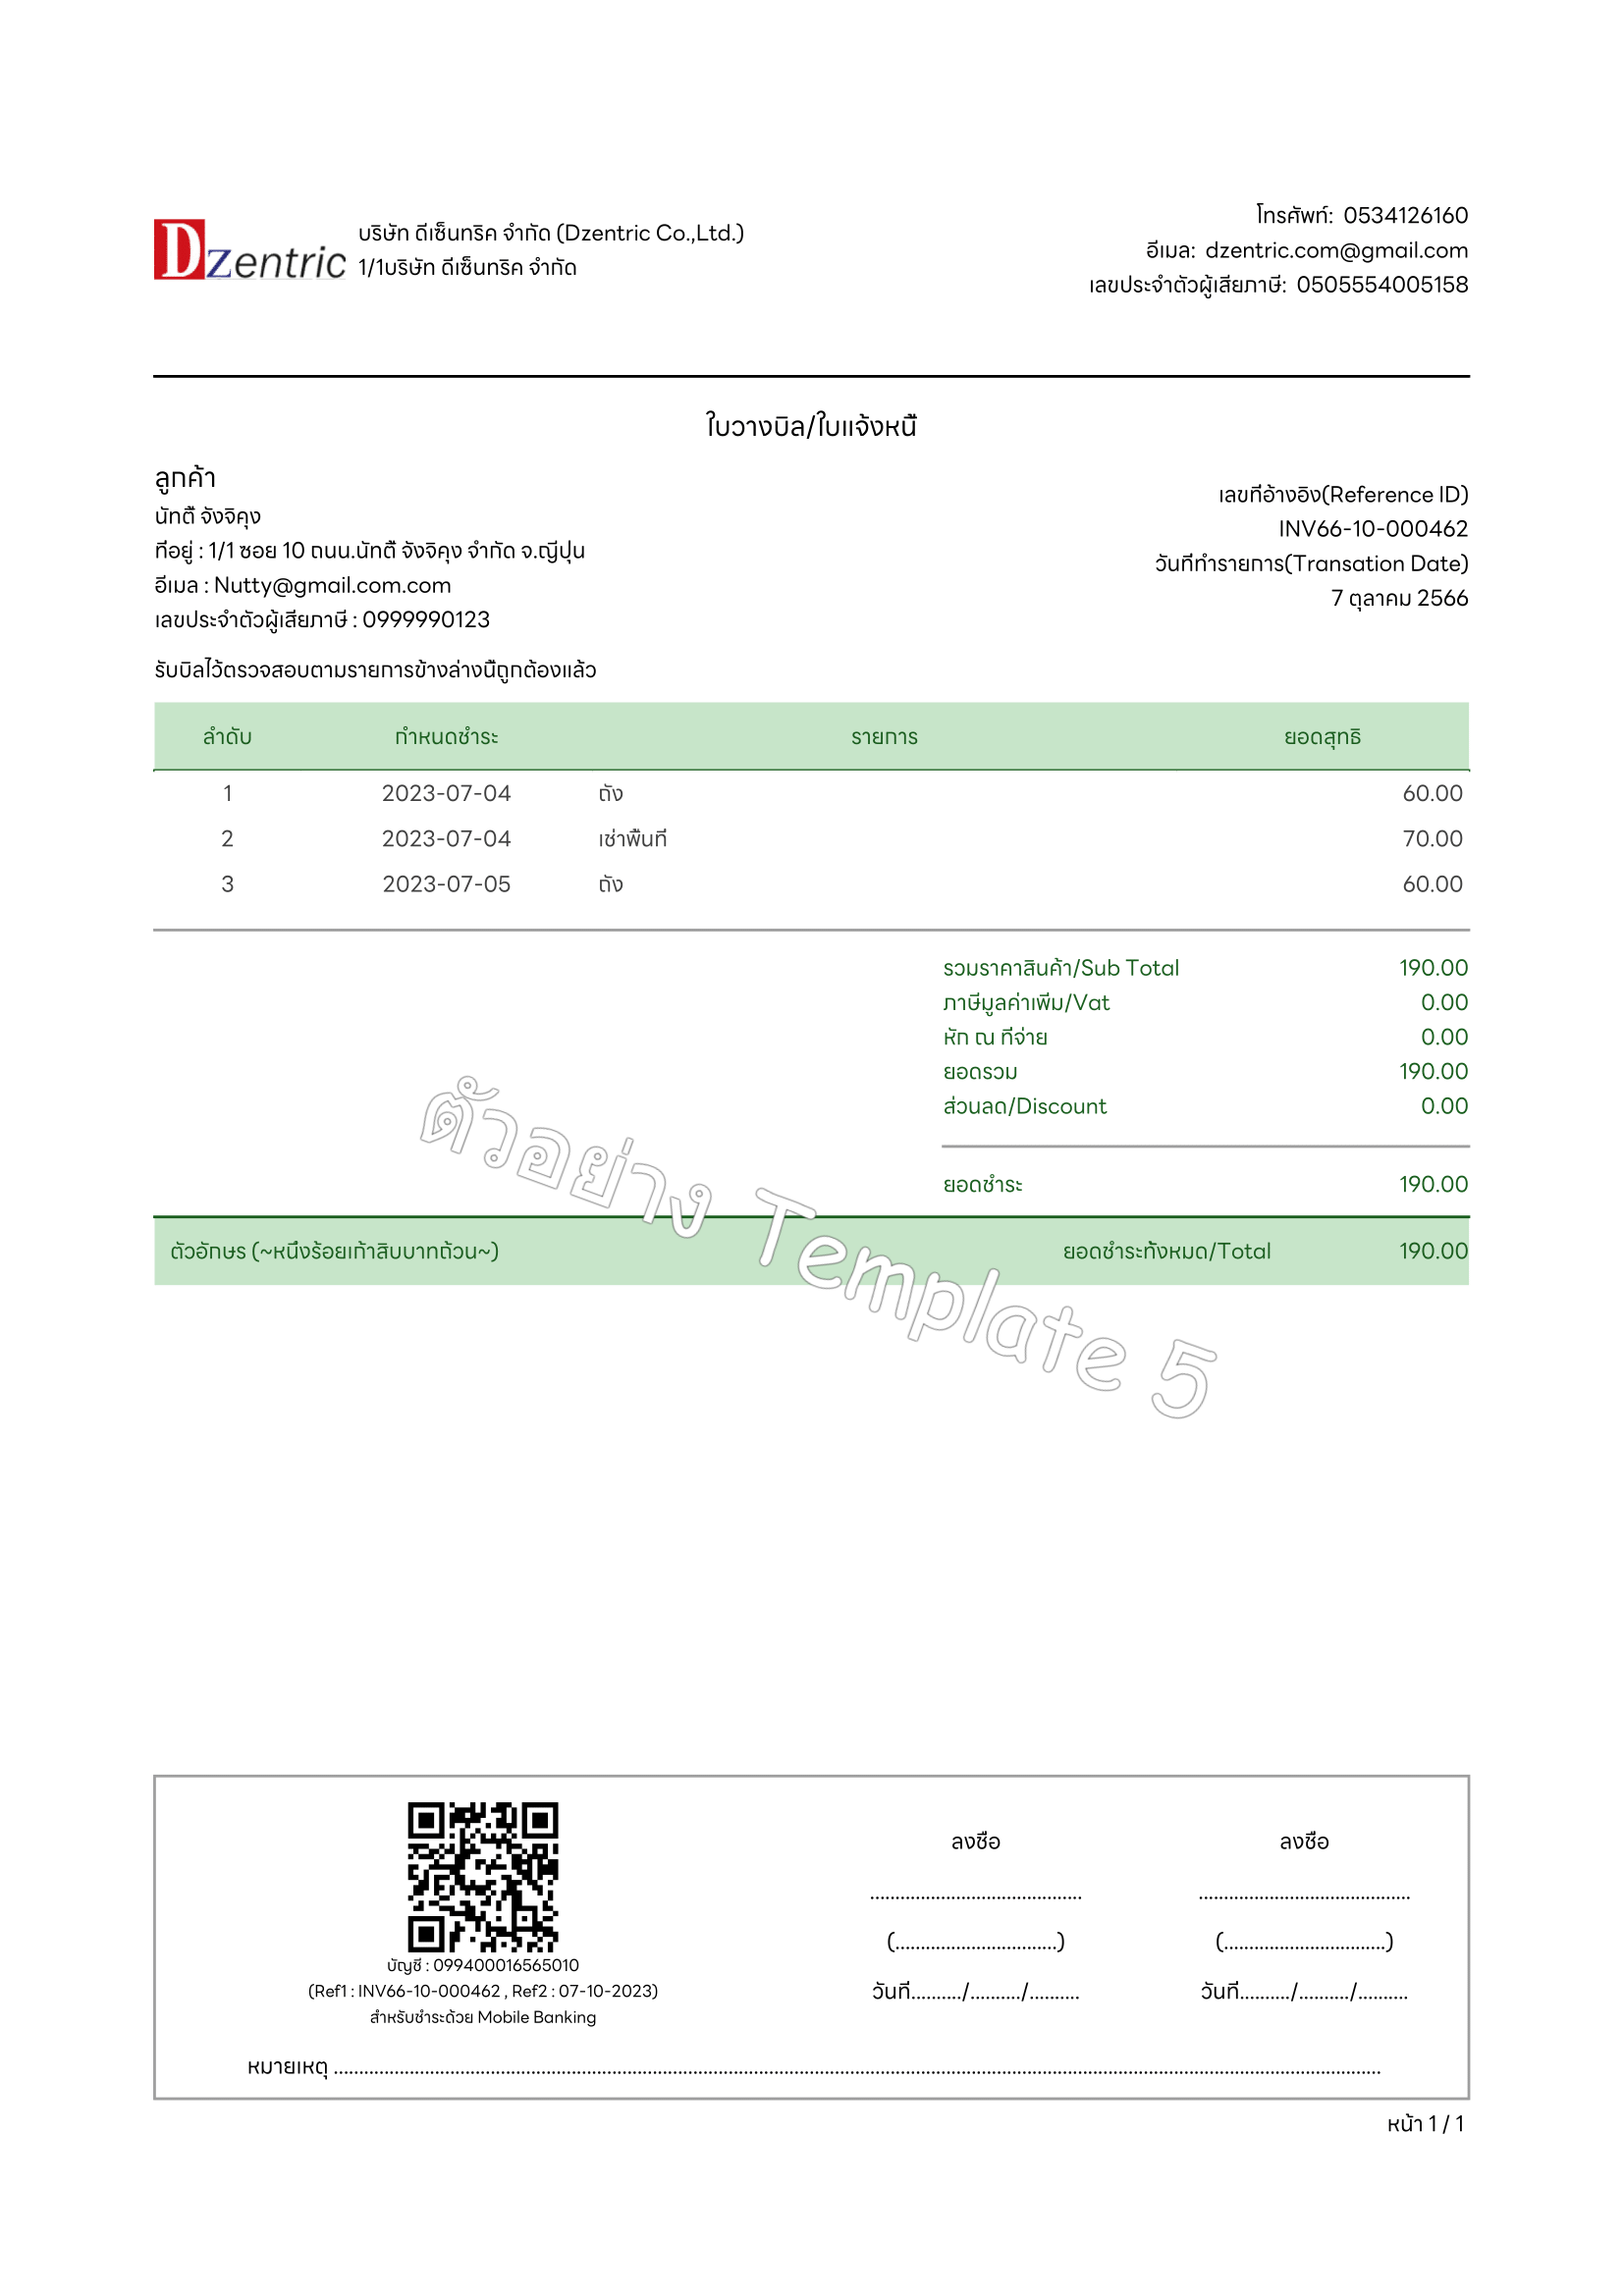 Dzentric
บริษัท ดีเซ็นทริค จำกัด (Dzentric Co.,Ltd.)
1/1บริษัท ดีเซ็นทริค จำกัด
โทรศัพท์: 0534126160
อีเมล: dzentric.com@gmail.com
เลขประจำตัวผู้เสียภาษี: 0505554005158
ใบวางบิล/ใบแจ้งหนี้
ลูกค้า
นัทตี้ จังจิคุง
ที่อยู่ : 1/1 ซอย 10 ถนน.นัทตี้ จังจิคุง จำกัด จ.ญี่ปุ่น
อีเมล : Nutty@gmail.com.com
เลขประจำตัวผู้เสียภาษี : 0999990123
เลขที่อ้างอิง(Reference ID)
INV66-10-000462
วันที่ทำรายการ(Transation Date)
7 ตุลาคม 2566
รับบิลไว้ตรวจสอบตามรายการข้างล่างนี้ถูกต้องแล้ว
ลำดับ กำหนดชำระ รายการ ยอดสุทธิ
1 2023-07-04 ถัง 60.00
2 2023-07-04 เช่าพื้นที่ 70.00
3 2023-07-05 ถัง 60.00
รวมราคาสินค้า/Sub Total 190.00
ภาษีมูลค่าเพิ่ม/Vat 0.00
หัก ณ ที่จ่าย 0.00
ยอดรวม 190.00
ส่วนลด/Discount 0.00
ยอดชำระ 190.00
ตัวอักษร (~หนึ่งร้อยเก้าสิบบาทถ้วน~) ยอดชำระทั้งหมด/Total 190.00
ตัวอย่าง Template 5
บัญชี : 099400016565010
(Ref1 : INV66-10-000462 , Ref2 : 07-10-2023)
สำหรับชำระด้วย Mobile Banking
ลงชื่อ ลงชื่อ
.......................................... ..........................................
(................................) (................................)
วันที่........../........../.......... วันที่........../........../..........
หมายเหตุ ................................................................................................................................................................................................................
หน้า 1 / 1